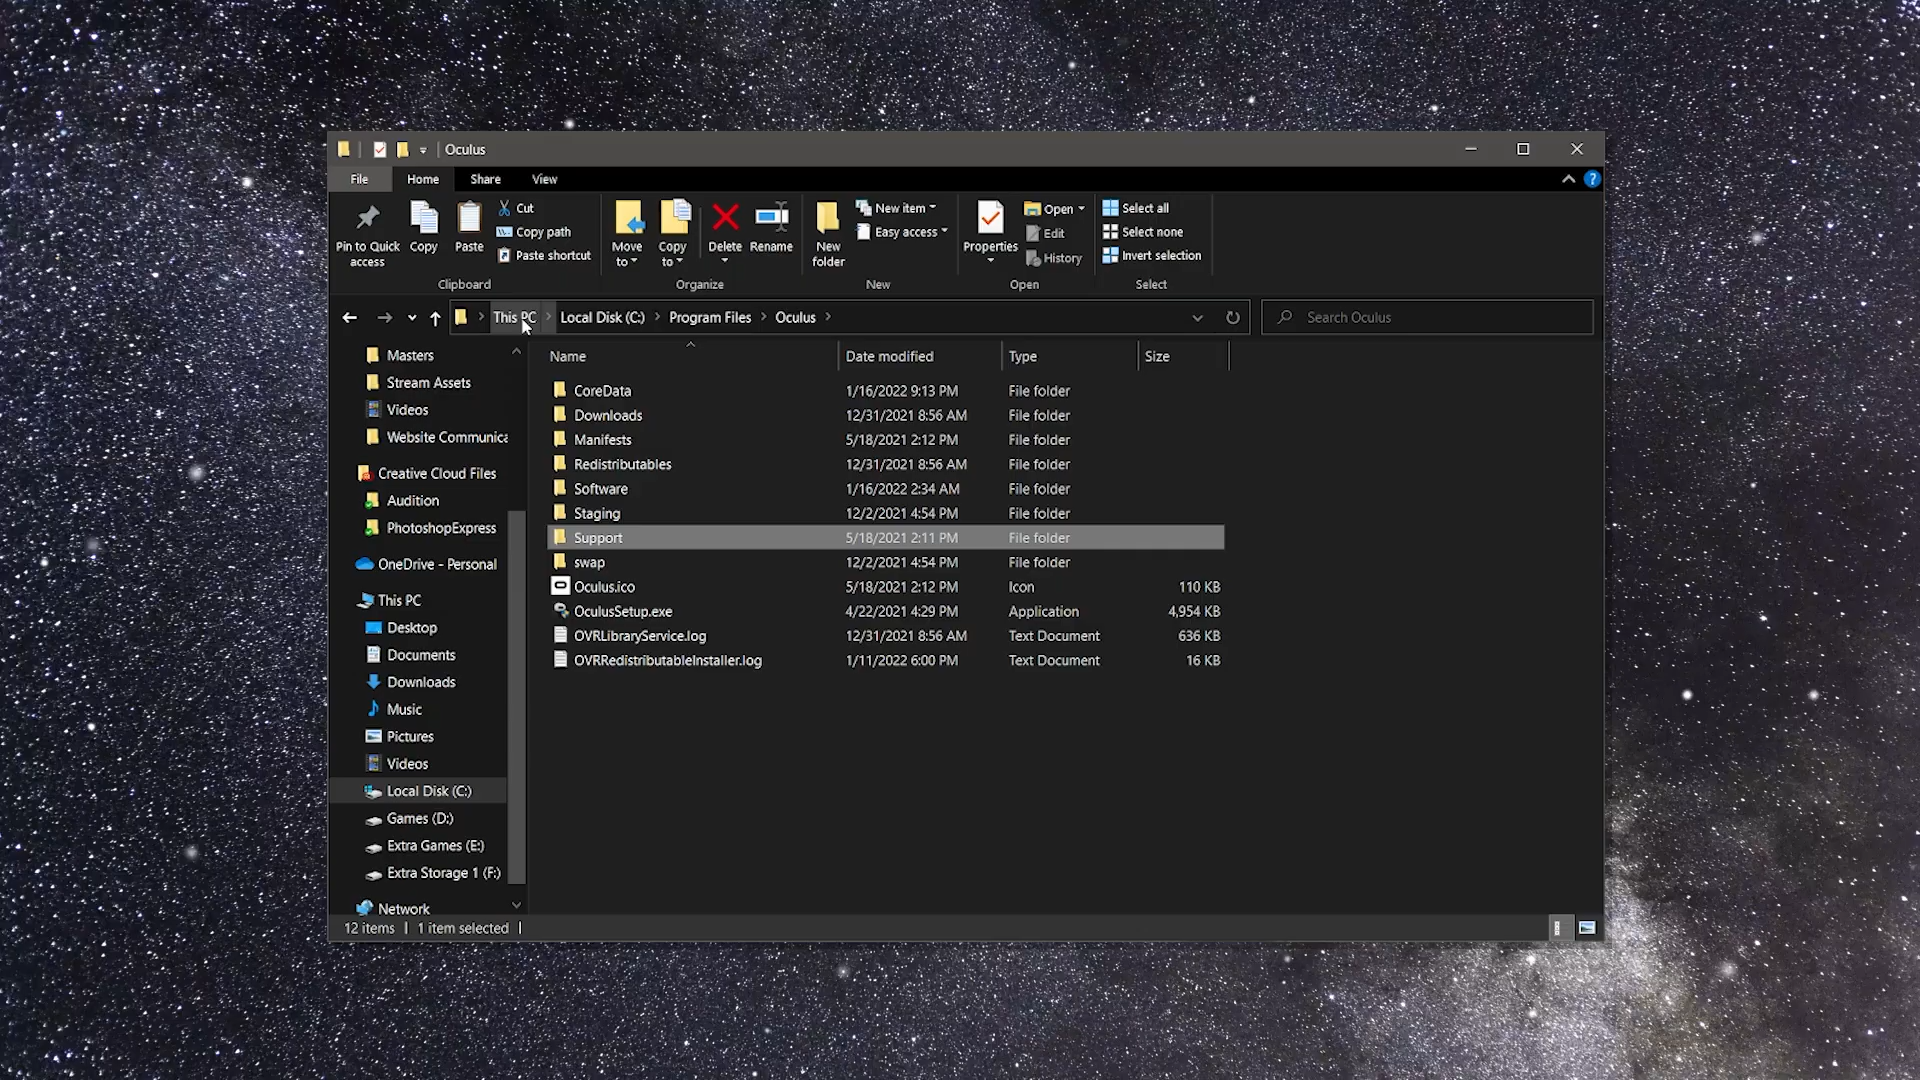 Oculus
File Home Share View
Pin to Quick access
Copy
Paste
Cut
Copy path
Paste shortcut
Clipboard
Move to
Copy to
Delete
Rename
Organize
New folder
New item
Easy access
New
Properties
Open
Edit
History
Open
Select all
Select none
Invert selection
Select
This PC Local Disk (C:) Program Files Oculus
Search Oculus
Masters
Stream Assets
Videos
Website Communica
Creative Cloud Files
Audition
PhotoshopExpress
OneDrive - Personal
This PC
Desktop
Documents
Downloads
Music
Pictures
Videos
Local Disk (C:)
Games (D:)
Extra Games (E:)
Extra Storage 1 (F:)
Network
Name Date modified Type Size
CoreData 1/16/2022 9:13 PM File folder
Downloads 12/31/2021 8:56 AM File folder
Manifests 5/18/2021 2:12 PM File folder
Redistributables 12/31/2021 8:56 AM File folder
Software 1/16/2022 2:34 AM File folder
Staging 12/2/2021 4:54 PM File folder
Support 5/18/2021 2:11 PM File folder
swap 12/2/2021 4:54 PM File folder
Oculus.ico 5/18/2021 2:12 PM Icon 110 KB
OculusSetup.exe 4/22/2021 4:29 PM Application 4,954 KB
OVRLibraryService.log 12/31/2021 8:56 AM Text Document 636 KB
OVRRedistributableInstaller.log 1/11/2022 6:00 PM Text Document 16 KB
12 items 1 item selected